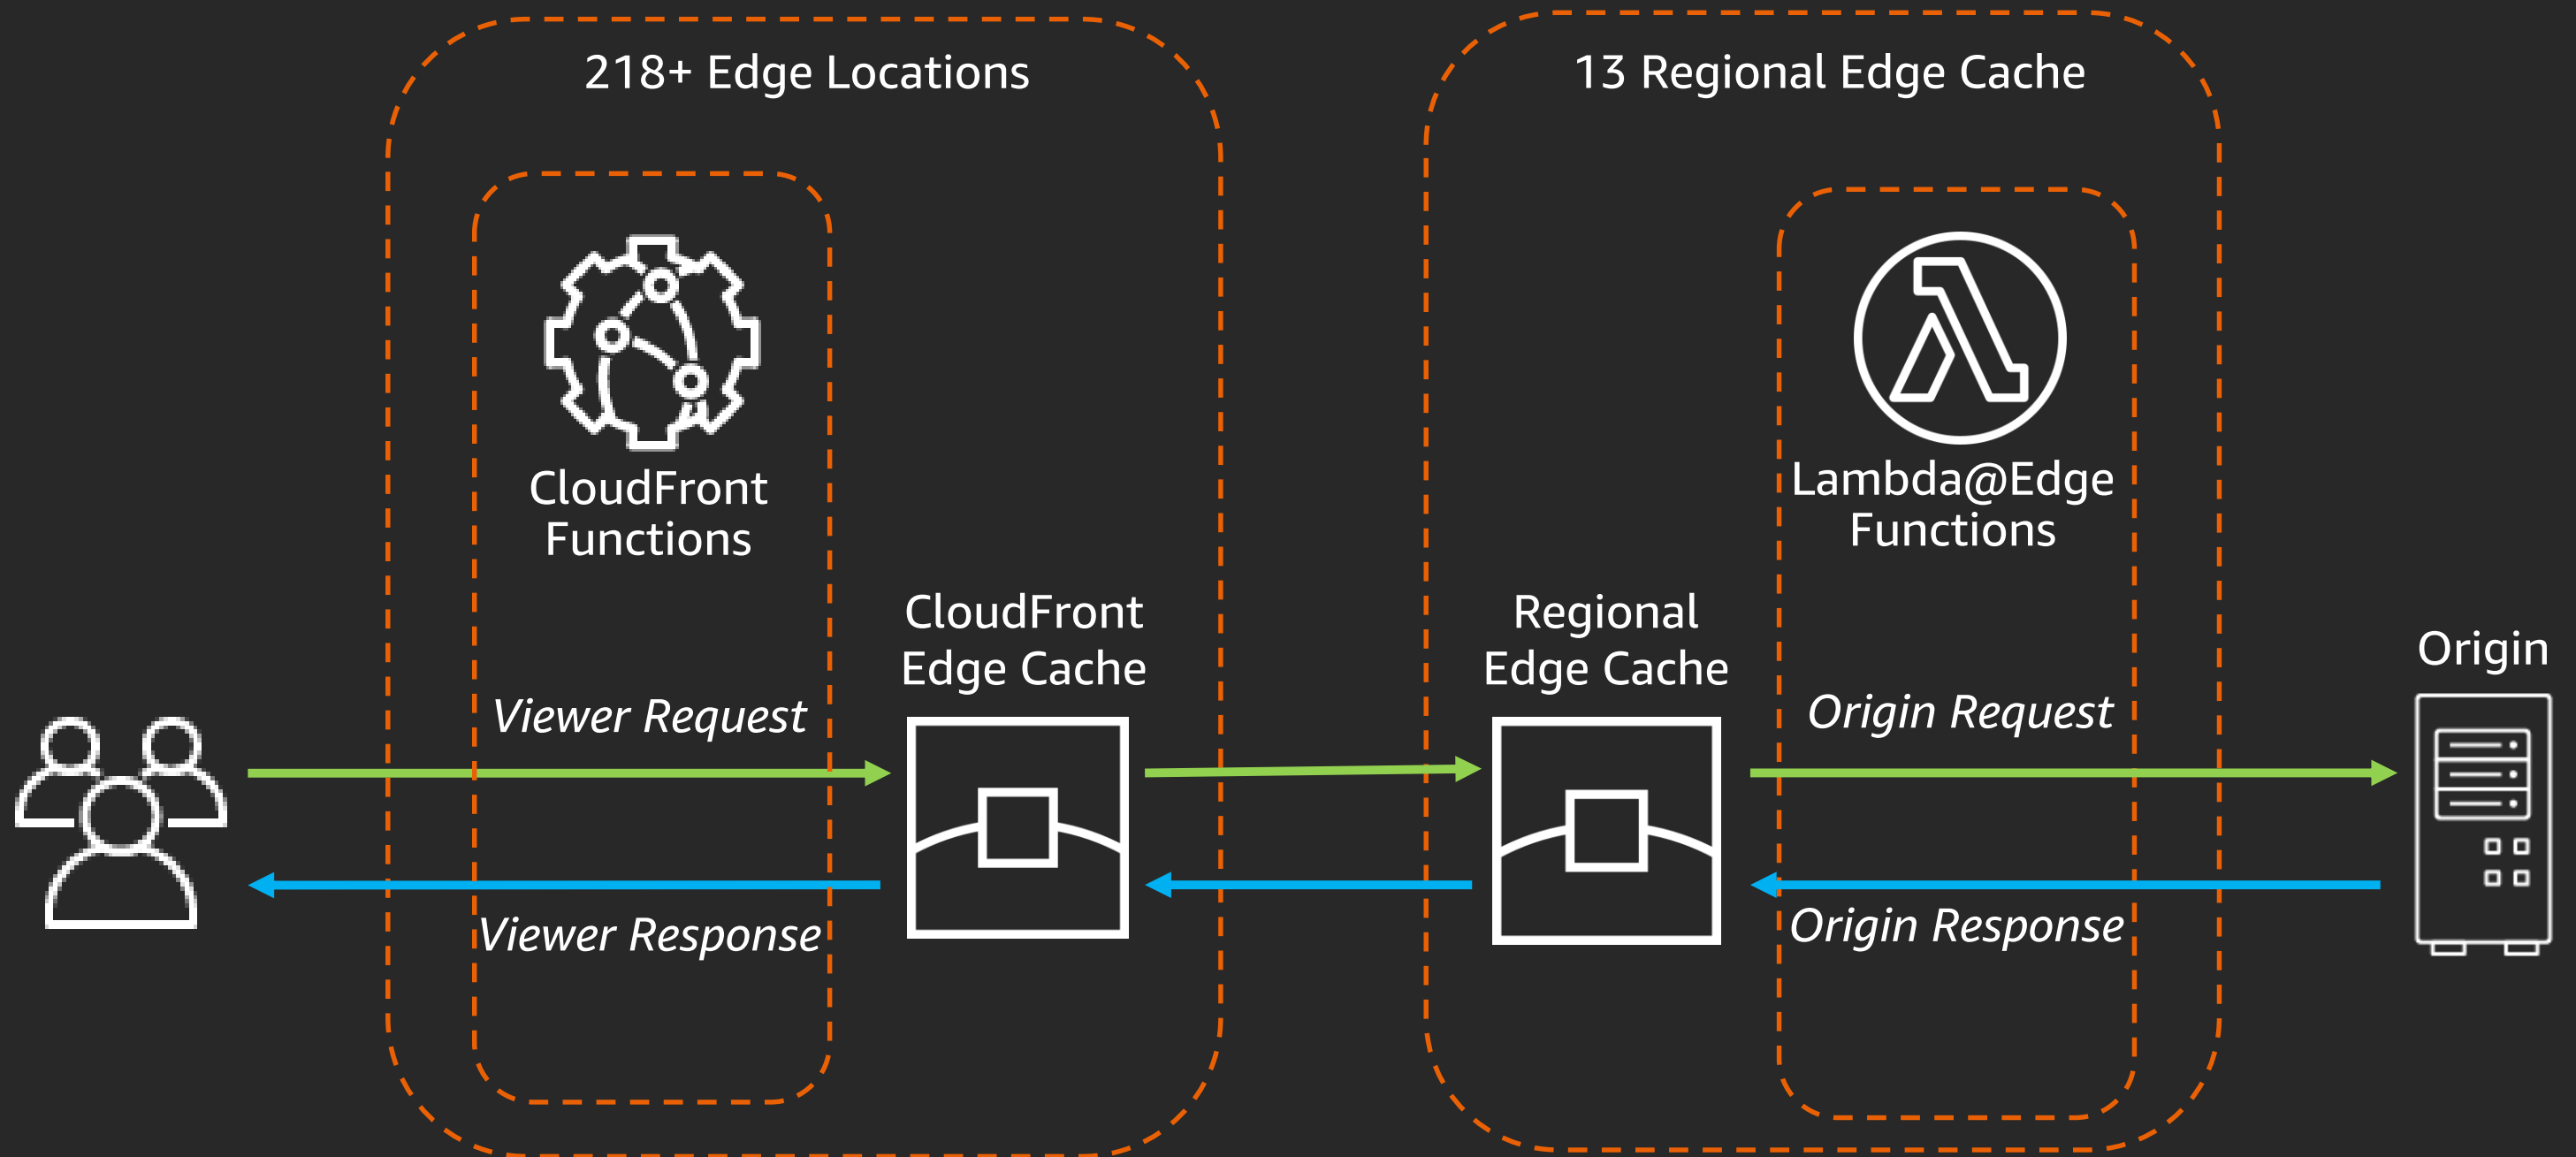 218+ Edge Locations
13 Regional Edge Cache
CloudFront
Functions
Lambda@Edge
Functions
CloudFront
Edge Cache
Regional
Edge Cache
Origin
Viewer Request
Origin Request
Viewer Response
Origin Response